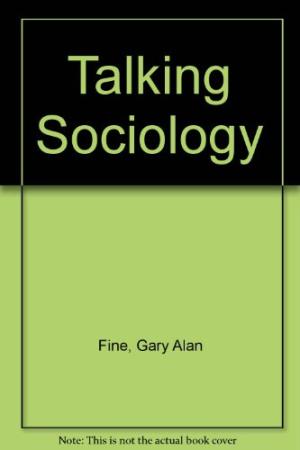 Talking
Sociology
Fine, Gary Alan
Note: This is not the actual book cover